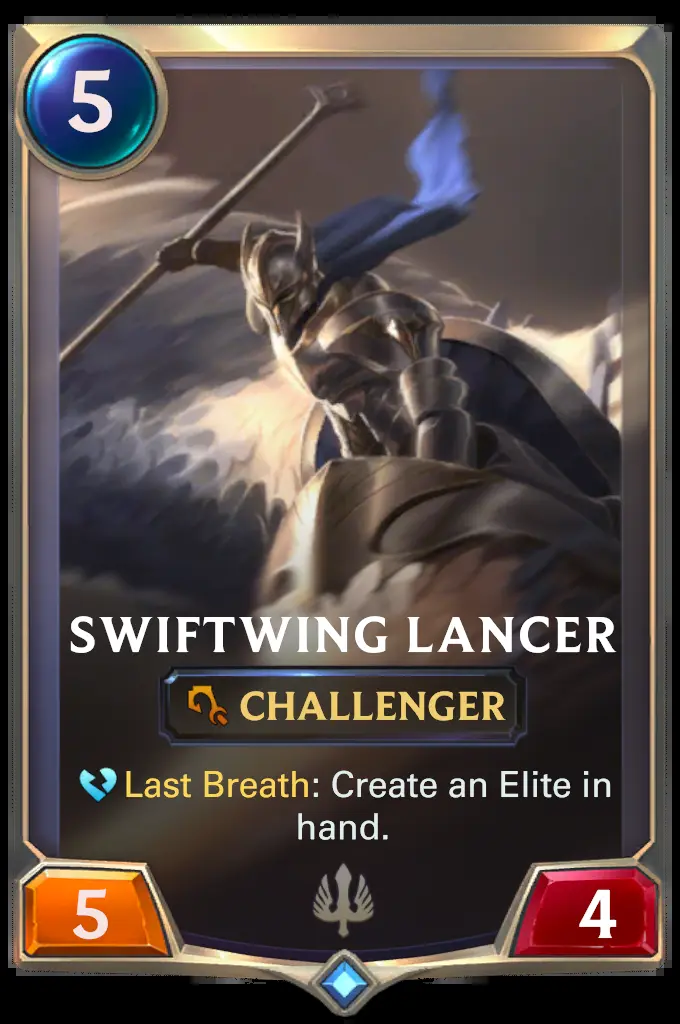 5
SWIFTWING LANCER
CHALLENGER
Last Breath: Create an Elite in
hand.
5
4